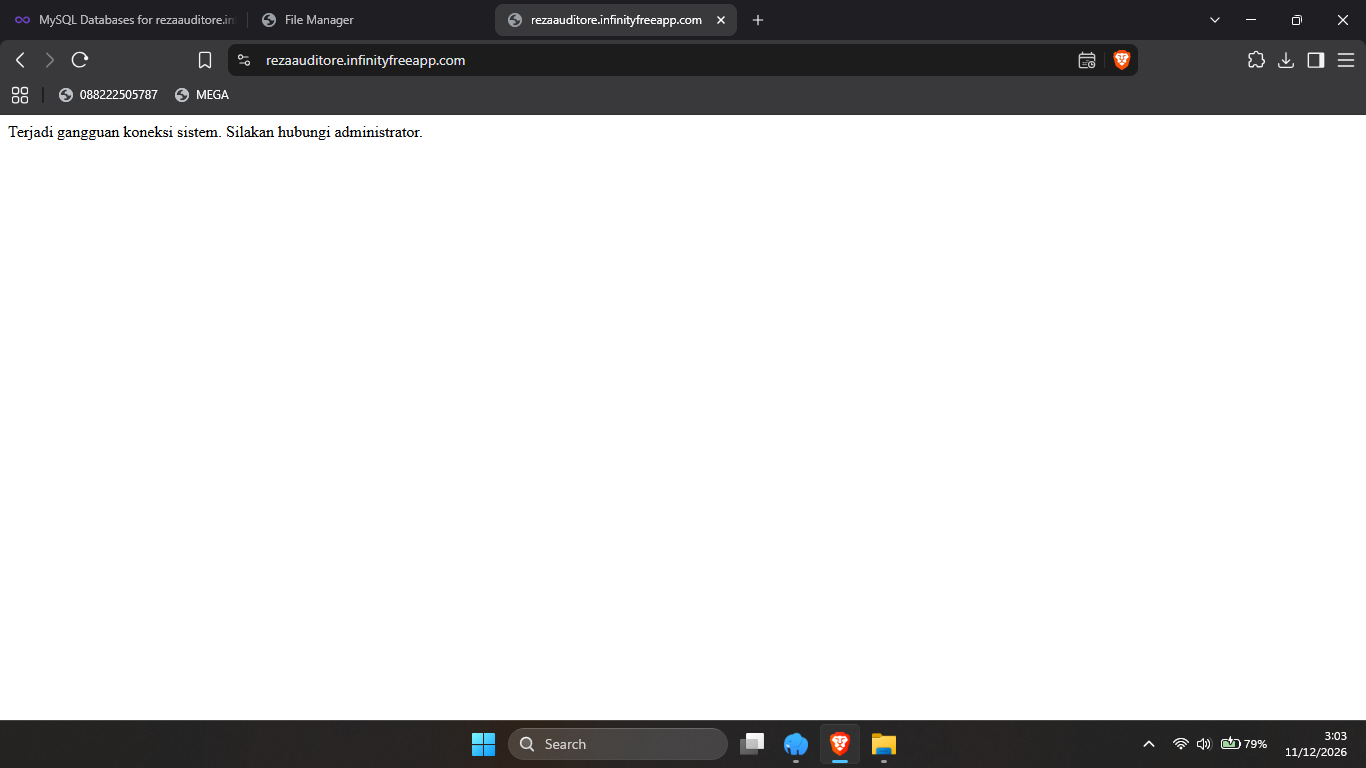 MySQL Databases for rezaauditore.in
File Manager
rezaauditore.infinityfreeapp.com
rezaauditore.infinityfreeapp.com
088222505787
MEGA
Terjadi gangguan koneksi sistem. Silakan hubungi administrator.
Search
79%
3:03
11/12/2026